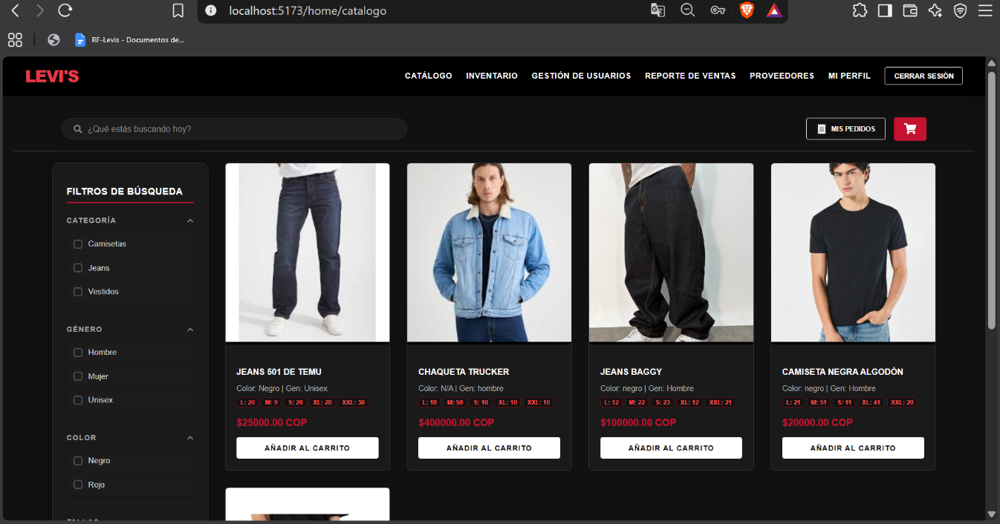 localhost:5173/home/catalogo
RF-Levis - Documentos de...
LEVI'S
CATÁLOGO INVENTARIO GESTIÓN DE USUARIOS REPORTE DE VENTAS PROVEEDORES MI PERFIL CERRAR SESIÓN
¿Qué estás buscando hoy?
MIS PEDIDOS
FILTROS DE BÚSQUEDA
CATEGORÍA
Camisetas
Jeans
Vestidos
GÉNERO
Hombre
Mujer
Unisex
COLOR
Negro
Rojo
TALLAS
JEANS 501 DE TEMU
Color: Negro | Gen: Unisex
L: 20 M: 9 S: 20 XL: 20 XXL: 30
$25000.00 COP
AÑADIR AL CARRITO
CHAQUETA TRUCKER
Color: N/A | Gen: hombre
L: 10 M: 50 S: 10 XL: 10 XXL: 10
$400000.00 COP
AÑADIR AL CARRITO
JEANS BAGGY
Color: negro | Gen: Hombre
L: 12 M: 22 S: 23 XL: 12 XXL: 21
$100000.00 COP
AÑADIR AL CARRITO
CAMISETA NEGRA ALGODÓN
Color: negro | Gen: Hombre
L: 21 M: 51 S: 11 XL: 41 XXL: 20
$20000.00 COP
AÑADIR AL CARRITO